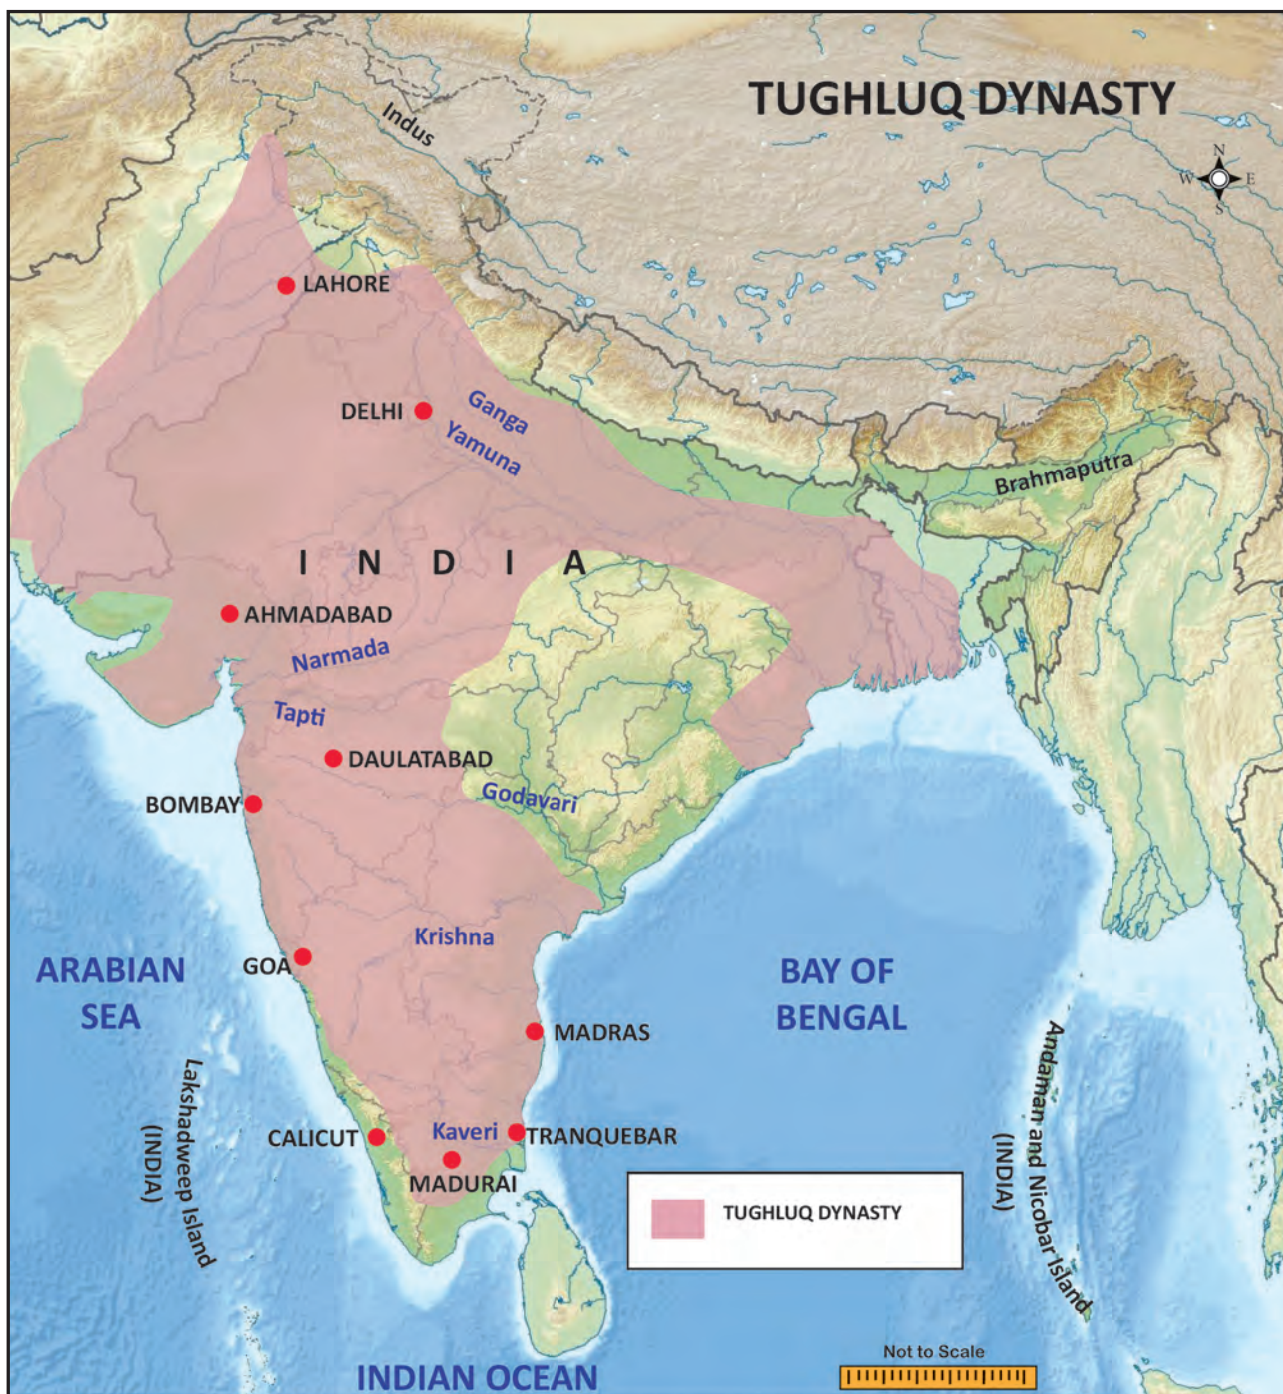 TUGHLUQ DYNASTY
Indus
N
W E
S
LAHORE
DELHI
Ganga
Yamuna
Brahmaputra
INDIA
AHMADABAD
Narmada
Tapti
DAULATABAD
BOMBAY
Godavari
Krishna
GOA
ARABIAN
SEA
BAY OF
BENGAL
MADRAS
Lakshadweep Island
(INDIA)
Andaman and Nicobar Island
(INDIA)
CALICUT
Kaveri
TRANQUEBAR
MADURAI
TUGHLUQ DYNASTY
Not to Scale
INDIAN OCEAN